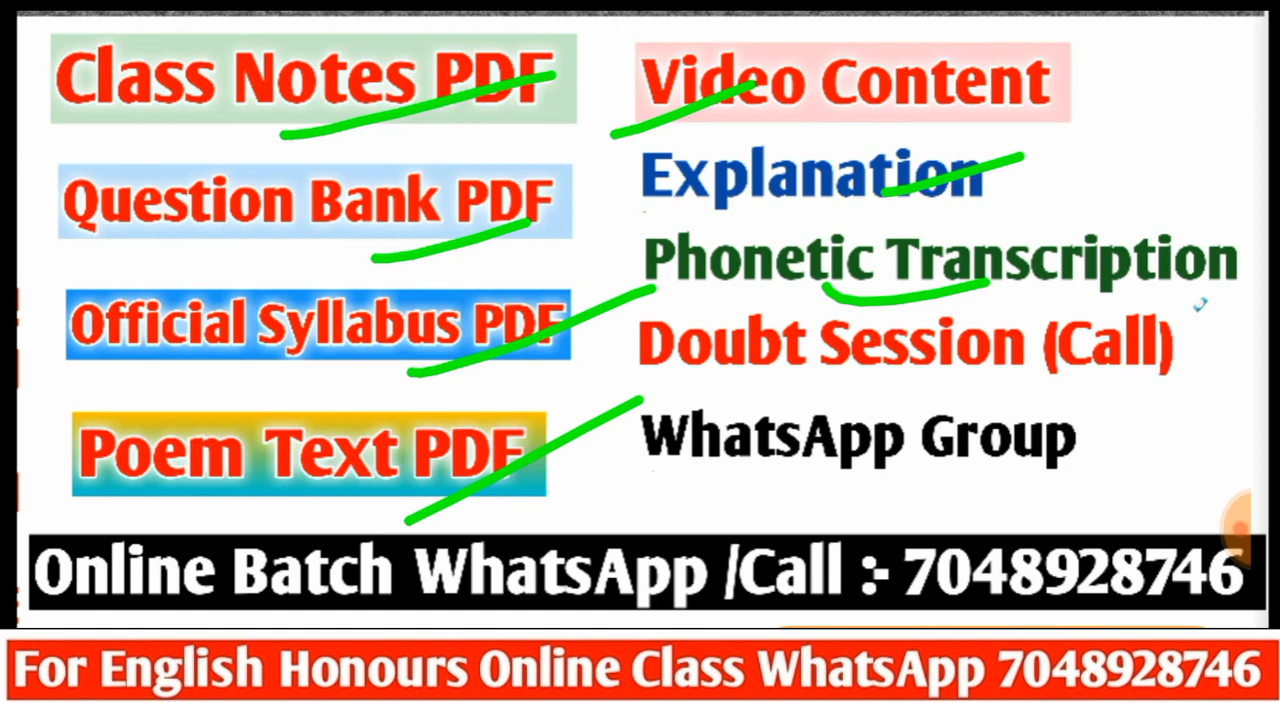 Class Notes PDF
Question Bank PDF
Official Syllabus PDF
Poem Text PDF
Video Content
Explanation
Phonetic Transcription
Doubt Session (Call)
WhatsApp Group
Online Batch WhatsApp /Call :- 7048928746
For English Honours Online Class WhatsApp 7048928746